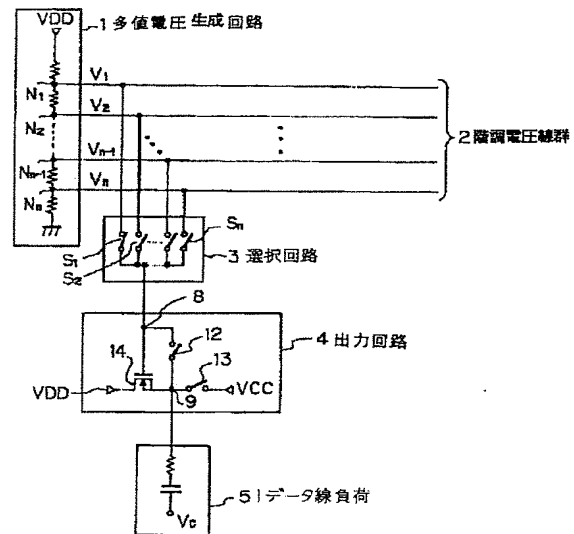 VDD
1 多値電圧生成回路
V1
N1
V2
N2
2 階調電圧線群
Vn-1
Nn-1
Vn
Nn
S1
S2
Sn
3 選択回路
8
12
4 出力回路
14
13
VDD
VCC
9
5 1データ線負荷
Vc